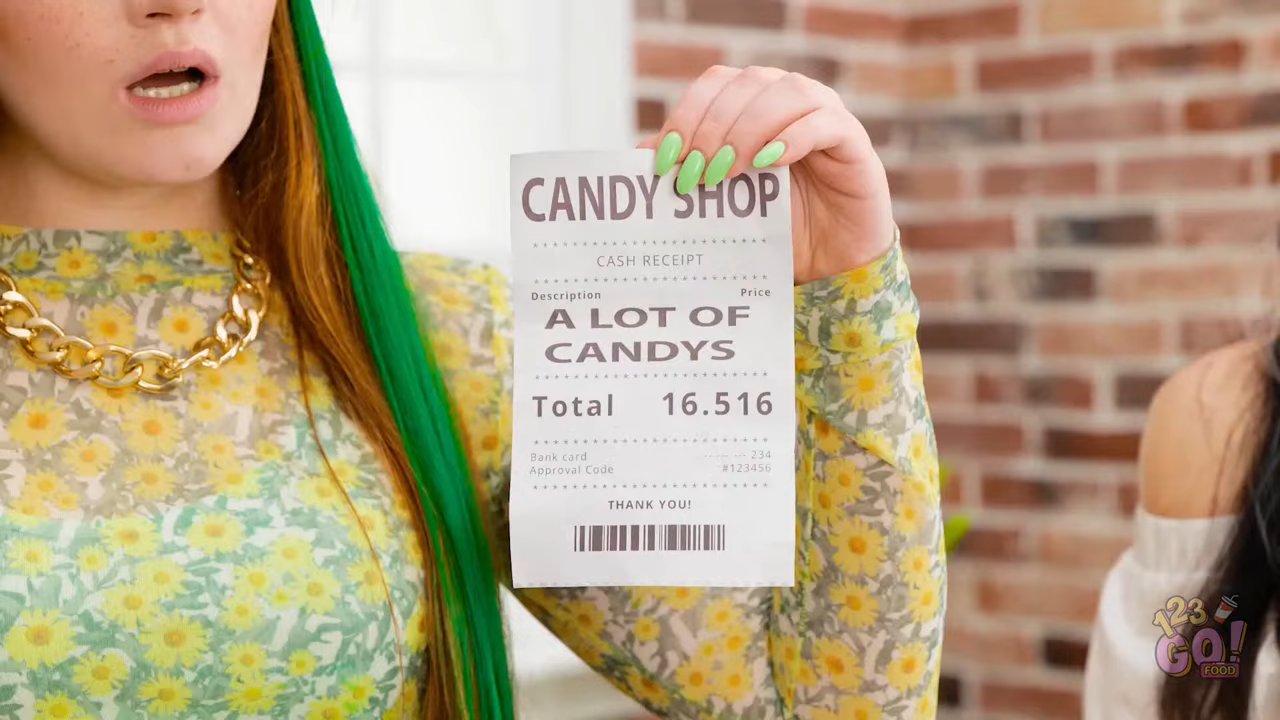 CANDY SHOP
CASH RECEIPT
Description Price
A LOT OF
CANDYS
Total 16.516
Bank card 234
Approval Code #123456
THANK YOU!
123
GO!
FOOD